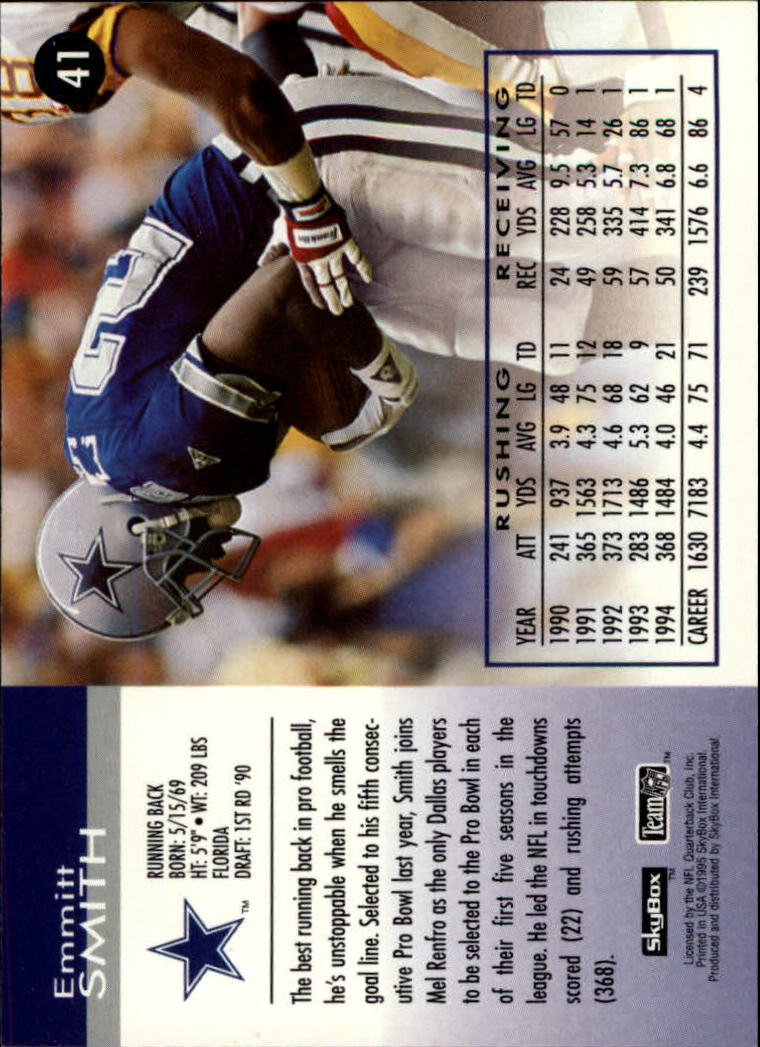 Emmitt
SMITH
RUNNING BACK
BORN: 5/15/69
HT: 5'9" • WT: 209 LBS
FLORIDA
DRAFT: 1ST RD '90
TM
The best running back in pro football,
he's unstoppable when he smells the
goal line. Selected to his fifth consec-
utive Pro Bowl last year, Smith joins
Mel Renfro as the only Dallas players
to be selected to the Pro Bowl in each
of their first five seasons in the
league. He led the NFL in touchdowns
scored (22) and rushing attempts
(368).
SkyBox TM
Team NFL TM
Licensed by the NFL Quarterback Club, Inc.
Printed in USA ©1995 SkyBox International.
Produced and distributed by SkyBox International.
41
2
Franklin
RUSHING RECEIVING
YEAR ATT YDS AVG LG TD REC YDS AVG LG TD
1990 241 937 3.9 48 11 24 228 9.5 57 0
1991 365 1563 4.3 75 12 49 258 5.3 14 1
1992 373 1713 4.6 68 18 59 335 5.7 26 1
1993 283 1486 5.3 62 9 57 414 7.3 86 1
1994 368 1484 4.0 46 21 50 341 6.8 68 1
CAREER 1630 7183 4.4 75 71 239 1576 6.6 86 4